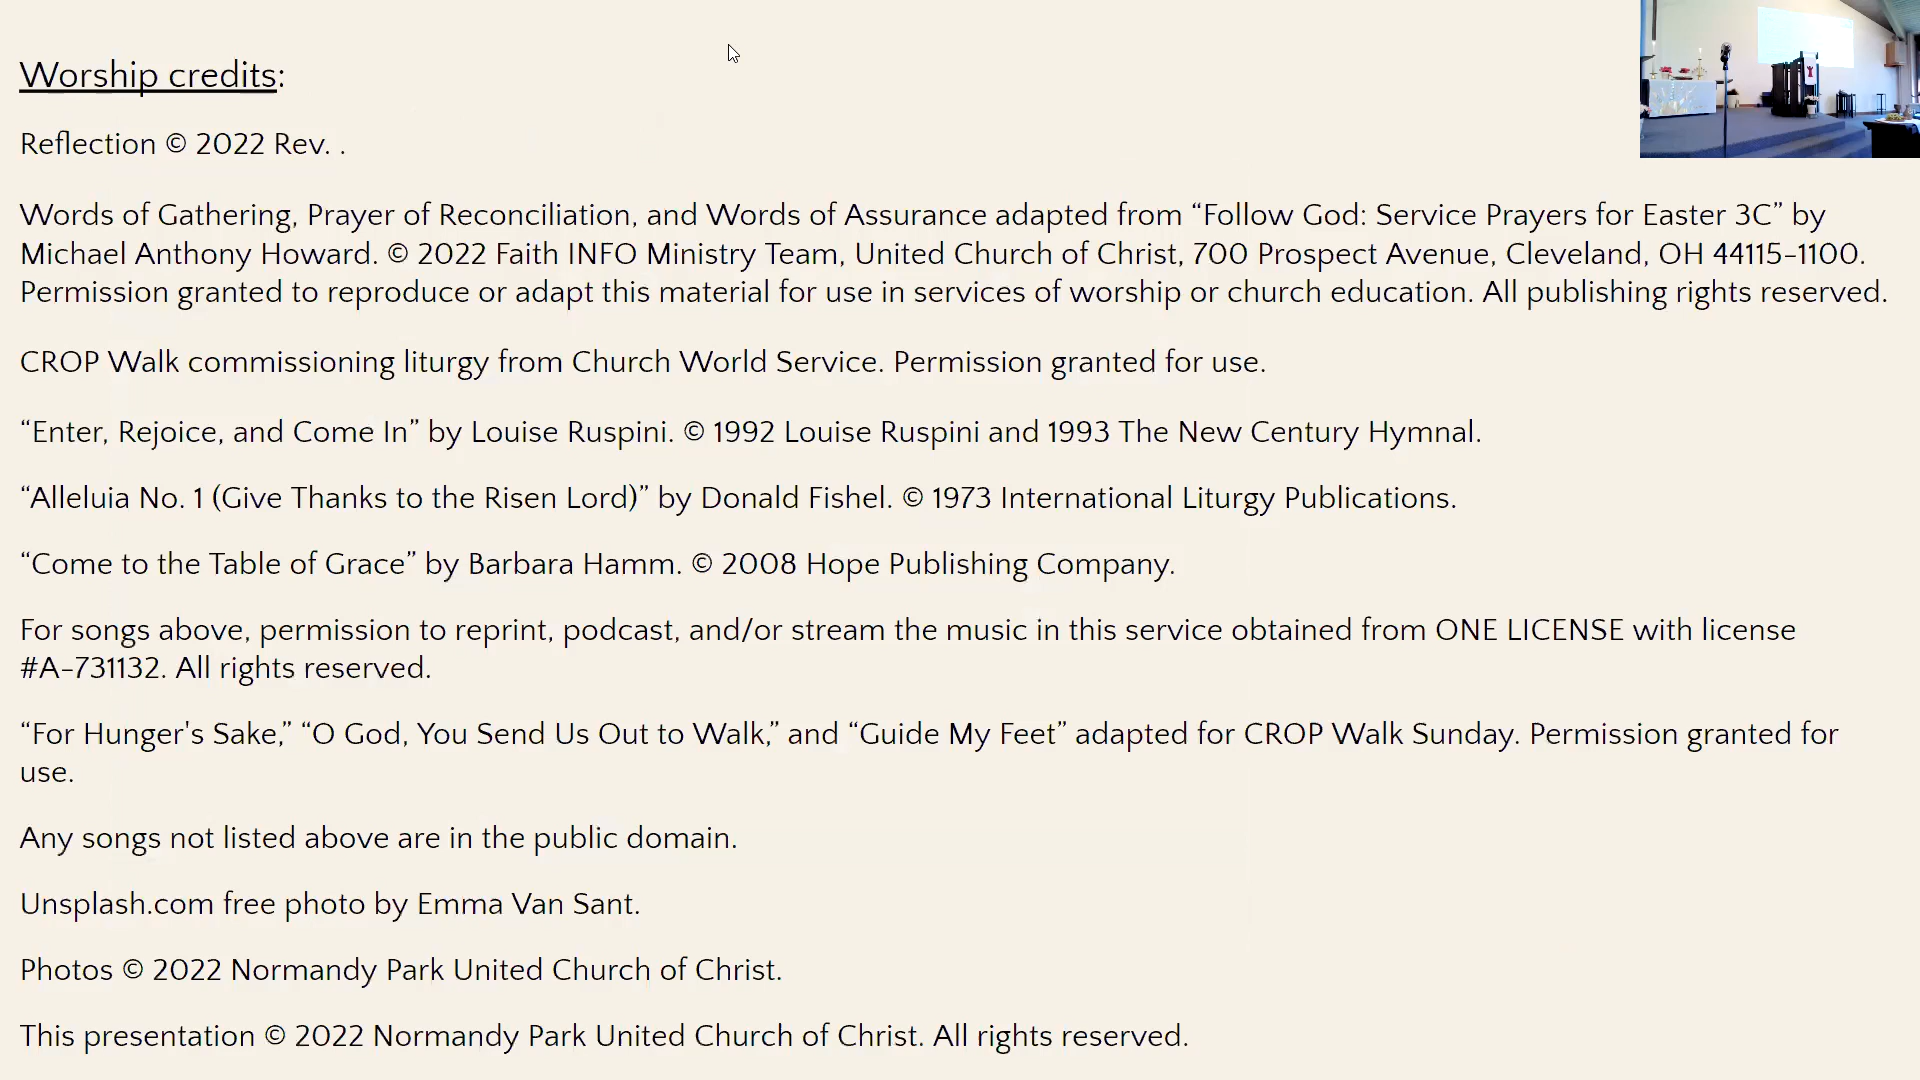 Worship credits:
Reflection © 2022 Rev. .
Words of Gathering, Prayer of Reconciliation, and Words of Assurance adapted from “Follow God: Service Prayers for Easter 3C” by
Michael Anthony Howard. © 2022 Faith INFO Ministry Team, United Church of Christ, 700 Prospect Avenue, Cleveland, OH 44115-1100.
Permission granted to reproduce or adapt this material for use in services of worship or church education. All publishing rights reserved.
CROP Walk commissioning liturgy from Church World Service. Permission granted for use.
“Enter, Rejoice, and Come In” by Louise Ruspini. © 1992 Louise Ruspini and 1993 The New Century Hymnal.
“Alleluia No. 1 (Give Thanks to the Risen Lord)” by Donald Fishel. © 1973 International Liturgy Publications.
“Come to the Table of Grace” by Barbara Hamm. © 2008 Hope Publishing Company.
For songs above, permission to reprint, podcast, and/or stream the music in this service obtained from ONE LICENSE with license
#A-731132. All rights reserved.
“For Hunger's Sake,” “O God, You Send Us Out to Walk,” and “Guide My Feet” adapted for CROP Walk Sunday. Permission granted for
use.
Any songs not listed above are in the public domain.
Unsplash.com free photo by Emma Van Sant.
Photos © 2022 Normandy Park United Church of Christ.
This presentation © 2022 Normandy Park United Church of Christ. All rights reserved.